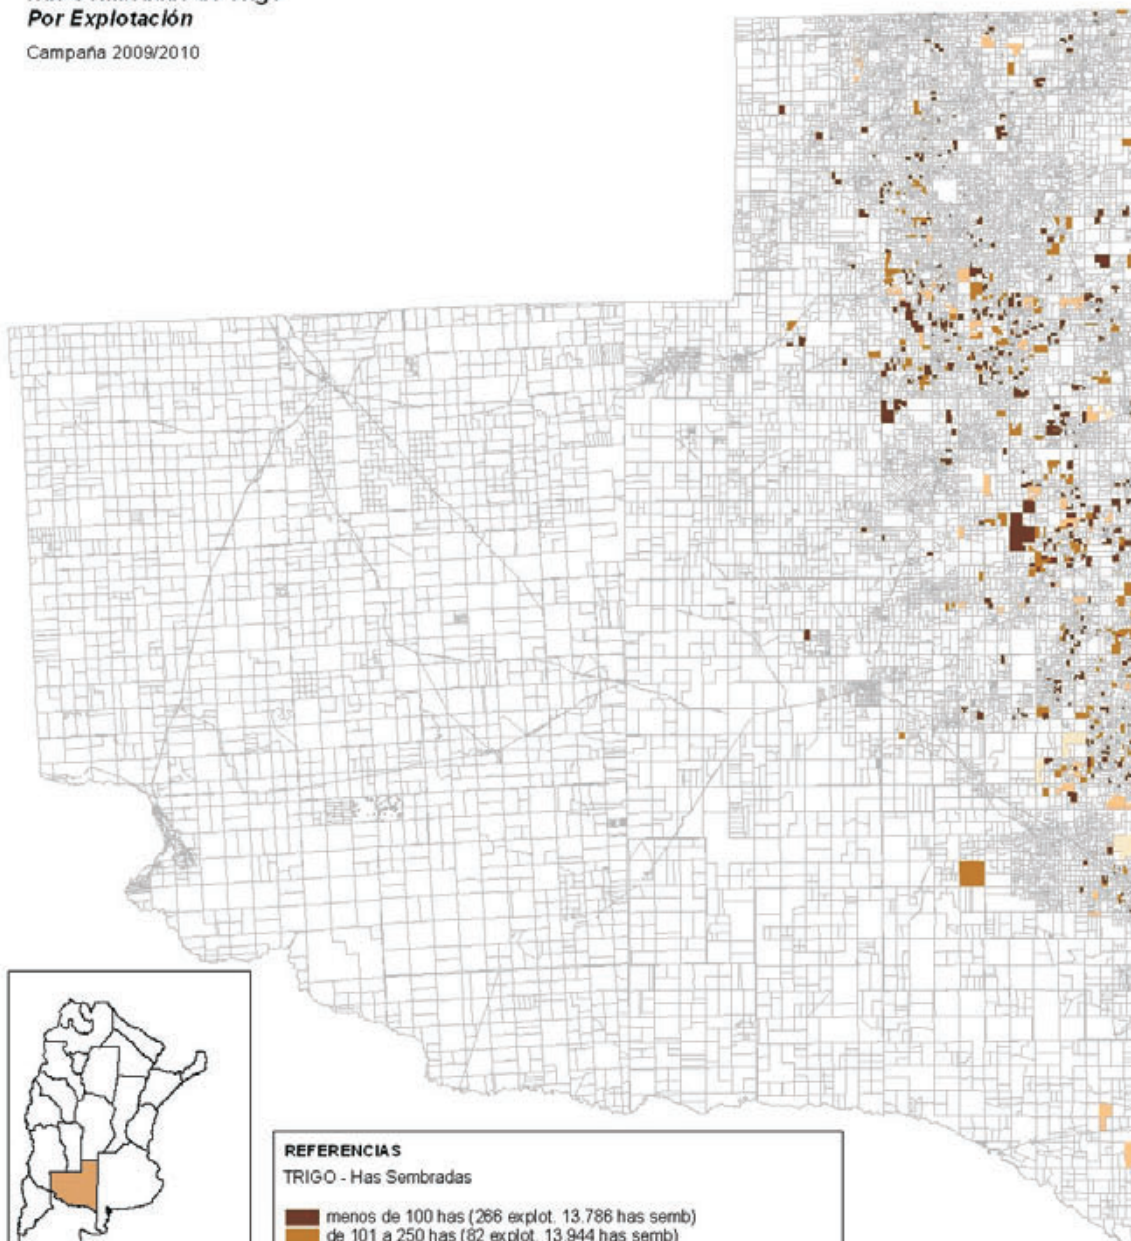 Por Explotación
Campaña 2009/2010
REFERENCIAS
TRIGO - Has Sembradas
menos de 100 has (266 explot. 13.786 has semb)
de 101 a 250 has (82 explot. 13.944 has semb)